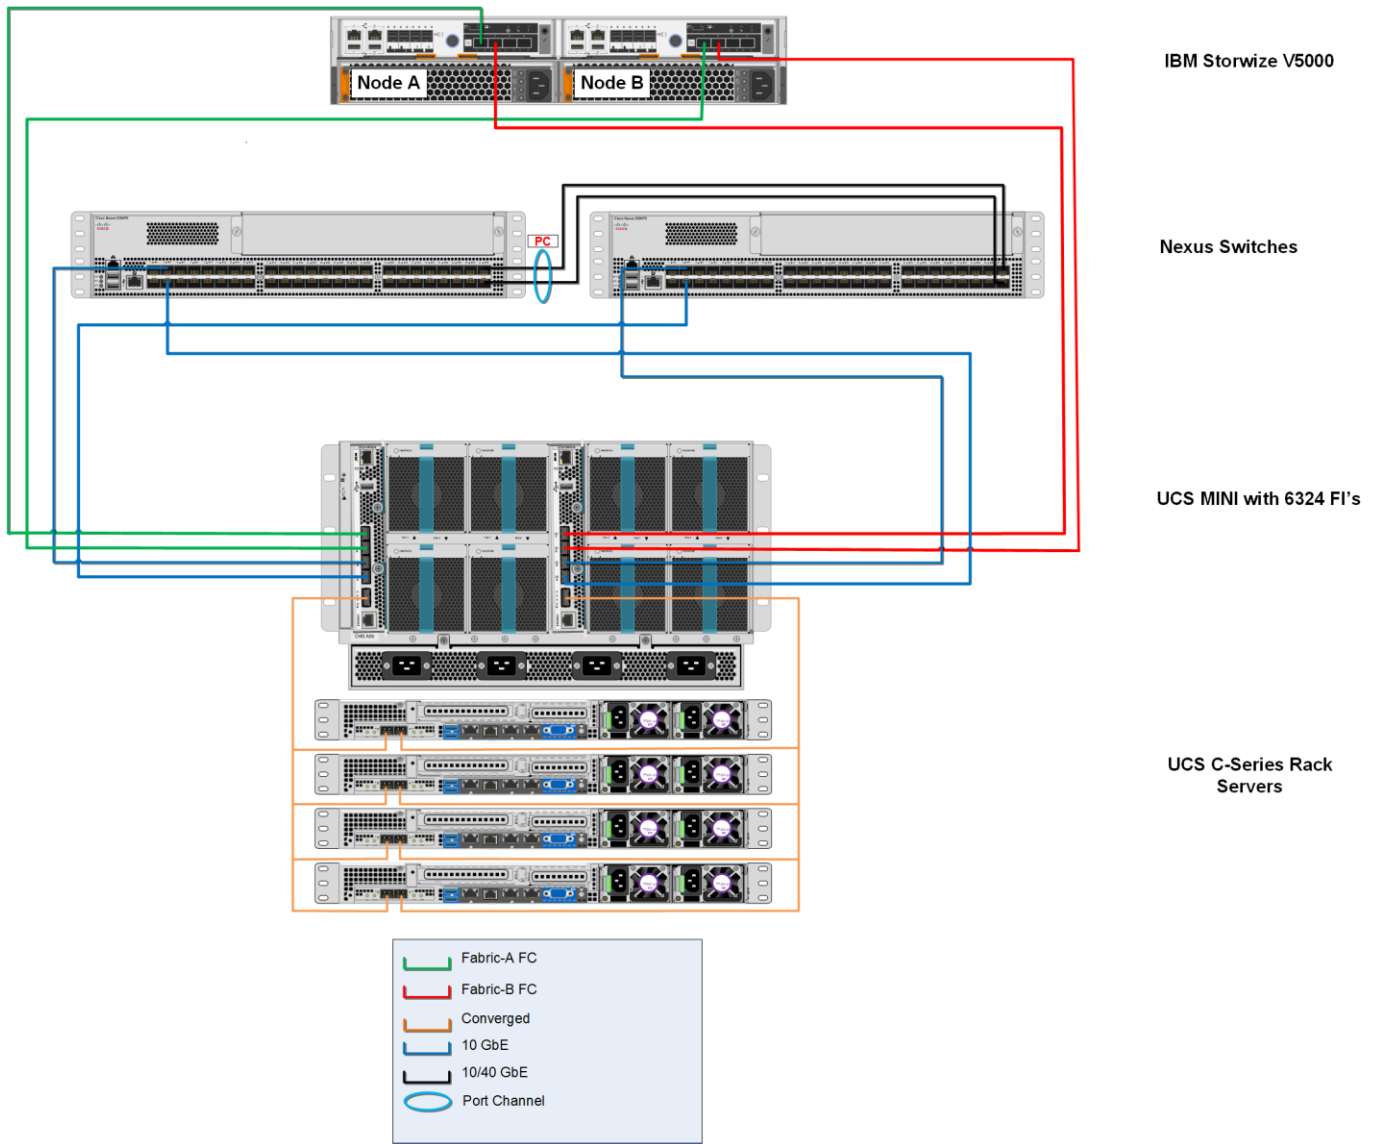 IBM Storwize V5000
Node A
Node B
Nexus Switches
PC
UCS MINI with 6324 FI's
UCS C-Series Rack
Servers
Fabric-A FC
Fabric-B FC
Converged
10 GbE
10/40 GbE
Port Channel